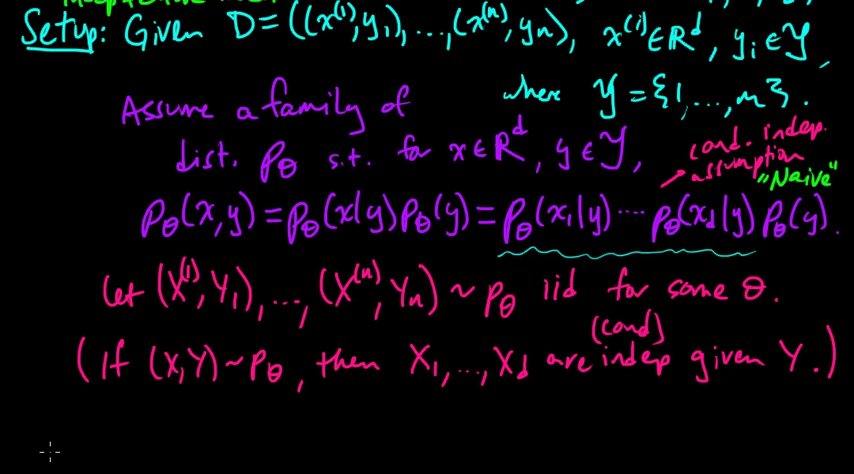 Setup: Given D = ((x^(1), y_1), ..., (x^(n), y_n)), x^(i) ∈ ℝ^d, y_i ∈ 𝒴,
where 𝒴 = {1, ..., m}.
Assume a family of
dist. p_θ s.t. for x ∈ ℝ^d, y ∈ 𝒴,
cond. indep.
assumption
"Naive"
p_θ(x, y) = p_θ(x|y) p_θ(y) = p_θ(x_1|y) ⋯ p_θ(x_d|y) p_θ(y).
Let (X^(1), Y_1), ..., (X^(n), Y_n) ~ p_θ iid for some θ.
(cond)
(If (X, Y) ~ p_θ, then X_1, ..., X_d are indep given Y.)